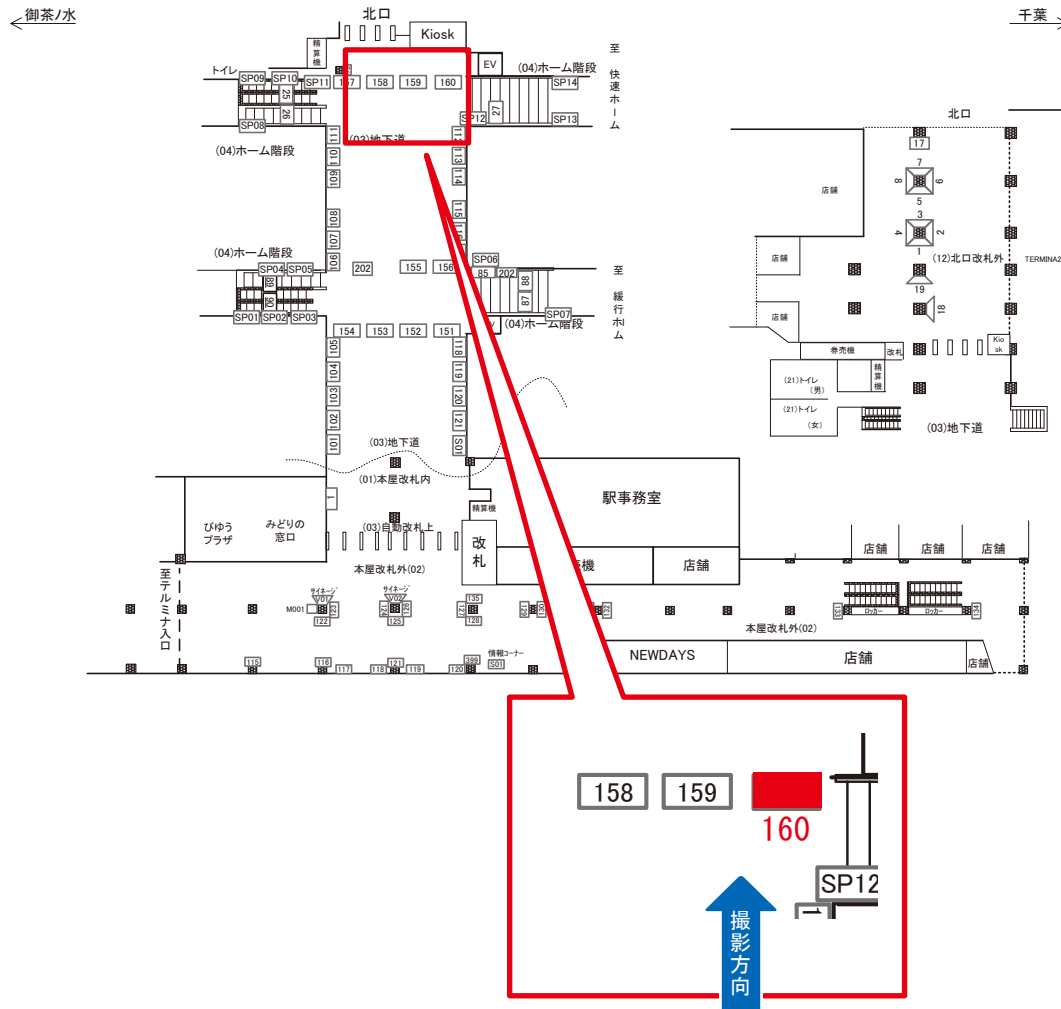 御茶ノ水
千葉
北口
Kiosk
精算機
EV
トイレ
(04)ホーム階段
至 快速ホーム
SP09
SP10
SP11
157
158
159
160
SP14
25
26
27
SP12
SP13
SP08
(03)地下道
(04)ホーム階段
111
110
109
108
107
106
112
113
114
115
116
(04)ホーム階段
SP04
SP05
202
155
156
SP06
85
202
88
87
至 緩行ホーム
89
90
SP01
SP02
SP03
SP07
(04)ホーム階段
154
153
152
151
105
104
103
102
101
118
119
120
121
S01
(03)地下道
(01)本屋改札内
1
精算機
駅事務室
びゆうプラザ
みどりの窓口
(03)自動改札上
改札
店舗
本屋改札外(02)
至テルミナ入口
サイネージ
V01
サイネージ
V02
M001
122
123
124
125
126
135
127
128
129
130
132
133
134
ロッカー
ロッカー
店舗
店舗
店舗
本屋改札外(02)
115
116
117
118
121
119
120
399
情報コーナー
S01
NEWDAYS
店舗
店舗
北口
17
7
8
6
5
3
4
2
1
店舗
店舗
店舗
(12)北口改札外
TERMINA2
19
18
券売機
改札
Kiosk
精算機
(21)トイレ
(男)
(21)トイレ
(女)
(03)地下道
158
159
160
SP12
撮影方向